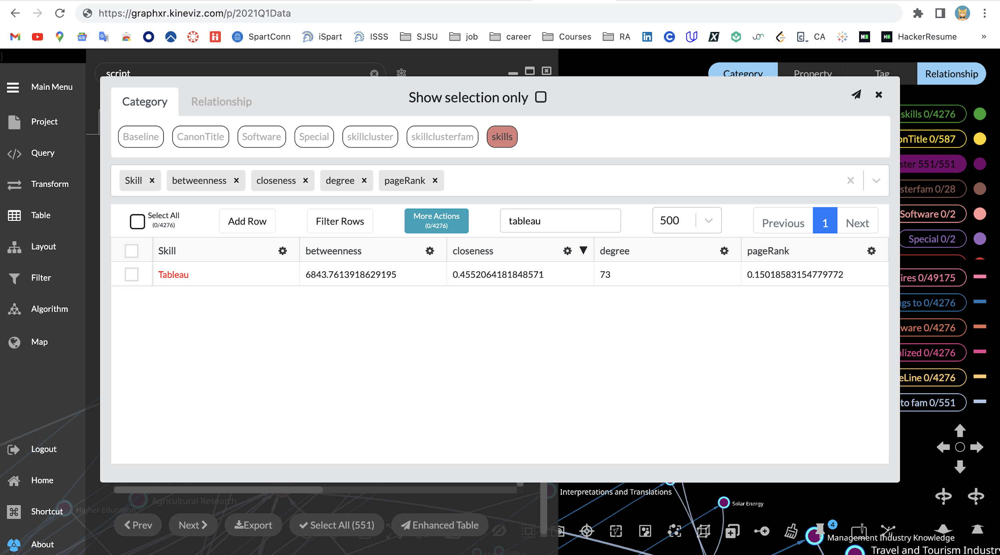 https://graphxr.kineviz.com/p/2021Q1Data
SpartConn iSpart ISSS SJSU job career Courses RA CA HackerResume »
script
Category Property Tag Relationship
Main Menu
Project
Query
Transform
Table
Layout
Filter
Algorithm
Map
Logout
Home
Shortcut
About
Category Relationship Show selection only
Baseline CanonTitle Software Special skillcluster skillclusterfam skills
Skill × betweenness × closeness × degree × pageRank ×
Select All
(0/4276)
Add Row Filter Rows
More Actions
(0/4276)
tableau 500 Previous 1 Next
Skill betweenness closeness degree pageRank
Tableau 6843.7613918629195 0.4552064181848571 73 0.15018583154779772
skills 0/4276
onTitle 0/587
ster 551/551
sterfam 0/28
Software 0/2
Special 0/2
ires 0/49175
ngs to 0/4276
ware 0/4276
alized 0/4276
eLine 0/4276
to fam 0/551
Interpretations and Translations
Agricultural Research
Solar Energy
Higher Education
Prev Next Export Select All (551) Enhanced Table
4
Management Industry Knowledge
Travel and Tourism Industry